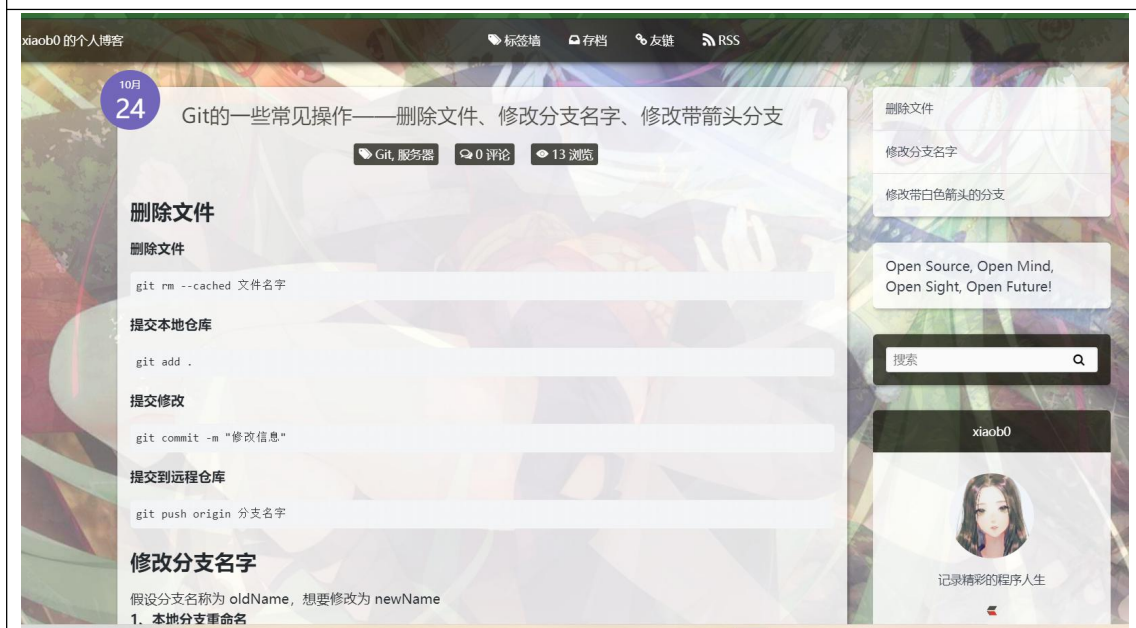 xiaob0 的个人博客
标签墙 存档 友链 RSS
10月
24
Git的一些常见操作——删除文件、修改分支名字、修改带箭头分支
Git, 服务器 0 评论 13 浏览
删除文件
删除文件
git rm --cached 文件名字
提交本地仓库
git add .
提交修改
git commit -m "修改信息"
提交到远程仓库
git push origin 分支名字
修改分支名字
假设分支名称为 oldName，想要修改为 newName
1、本地分支重命名
删除文件
修改分支名字
修改带白色箭头的分支
Open Source, Open Mind,
Open Sight, Open Future!
搜索
xiaob0
记录精彩的程序人生